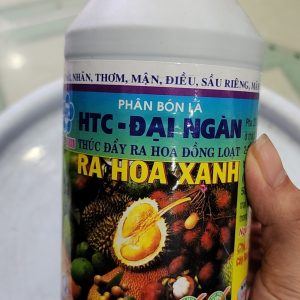 NHÃN, THƠM, MẬN, ĐIỀU, SẦU RIÊNG,
PHÂN BÓN LÁ
HTC - ĐẠI NGÀN
THÚC ĐẨY RA HOA ĐỒNG LOẠT
RA HOA XANH